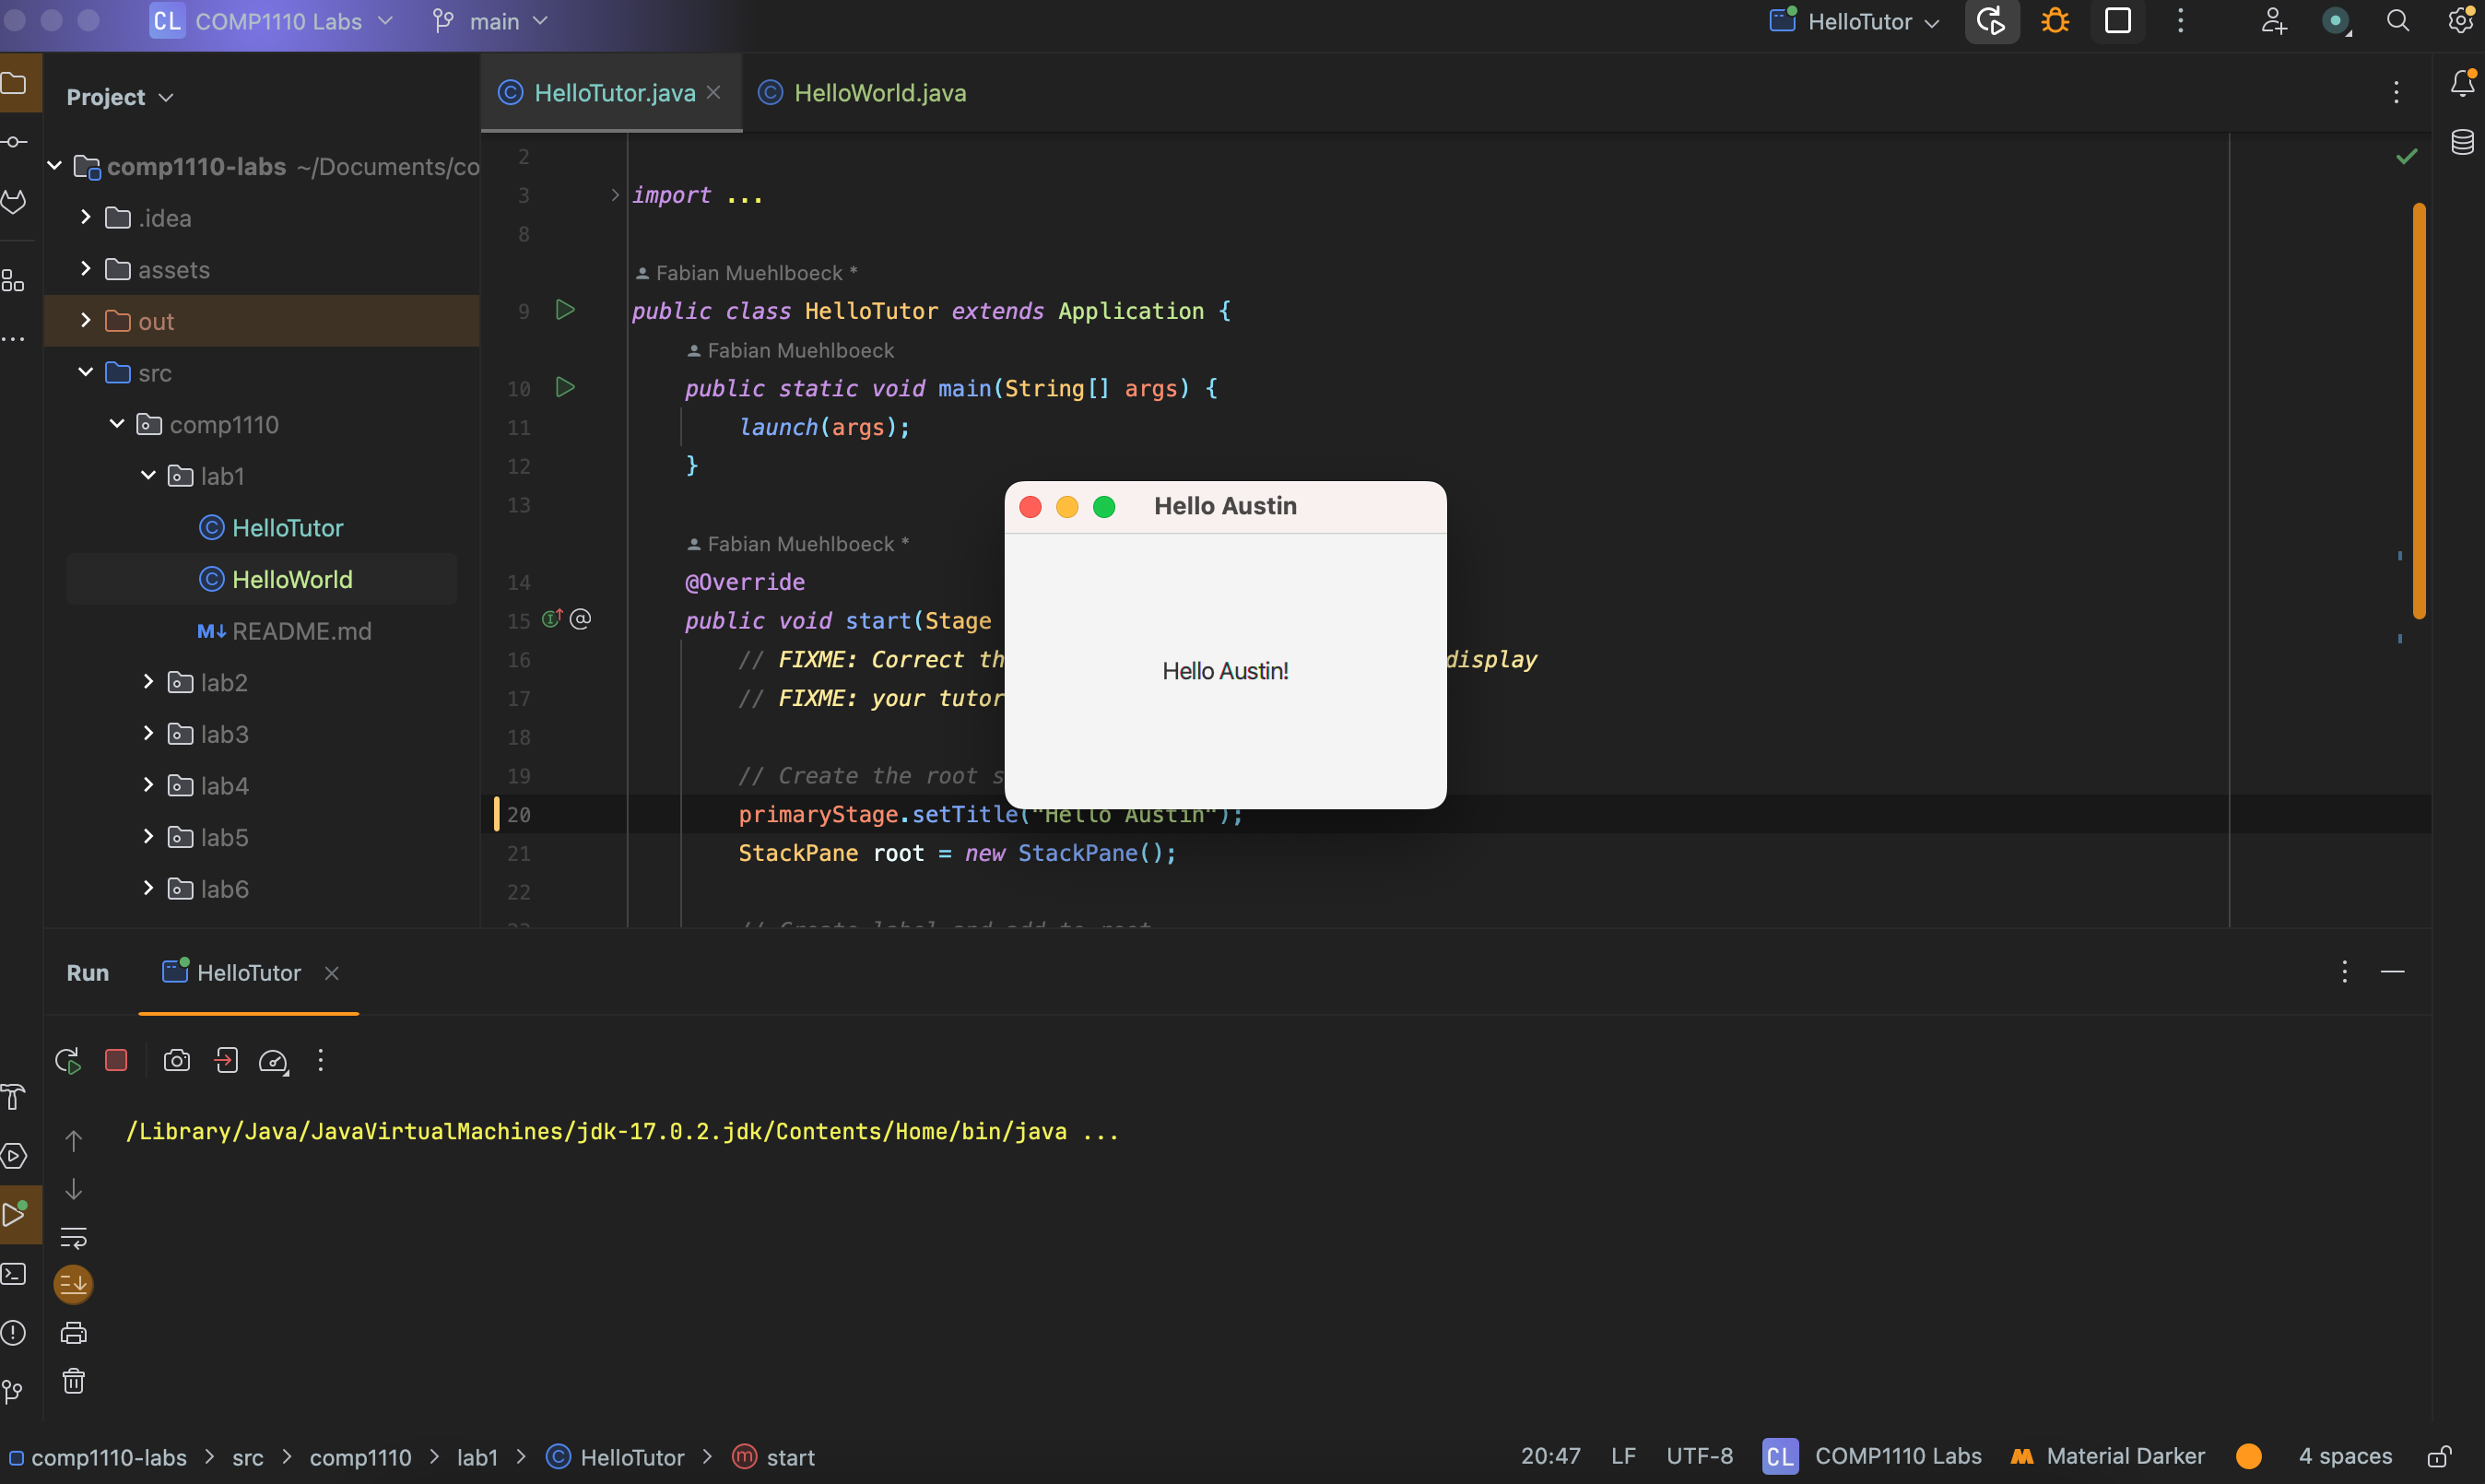 CL COMP1110 Labs main HelloTutor
Project
HelloTutor.java HelloWorld.java
comp1110-labs ~/Documents/co
.idea
assets
out
src
comp1110
lab1
HelloTutor
HelloWorld
M↓ README.md
lab2
lab3
lab4
lab5
lab6
2
3 import ...
8
Fabian Muehlboeck *
9 public class HelloTutor extends Application {
Fabian Muehlboeck
10 public static void main(String[] args) {
11 launch(args);
12 }
13
Fabian Muehlboeck *
14 @Override
15 public void start(Stage
16 // FIXME: Correct th display
17 // FIXME: your tutor
18
19 // Create the root s
20 primaryStage.setTitle("Hello Austin");
21 StackPane root = new StackPane();
22
23 // Create label and add to root
Hello Austin
Hello Austin!
Run HelloTutor
/Library/Java/JavaVirtualMachines/jdk-17.0.2.jdk/Contents/Home/bin/java ...
comp1110-labs > src > comp1110 > lab1 > HelloTutor > m start
20:47 LF UTF-8 CL COMP1110 Labs Material Darker 4 spaces